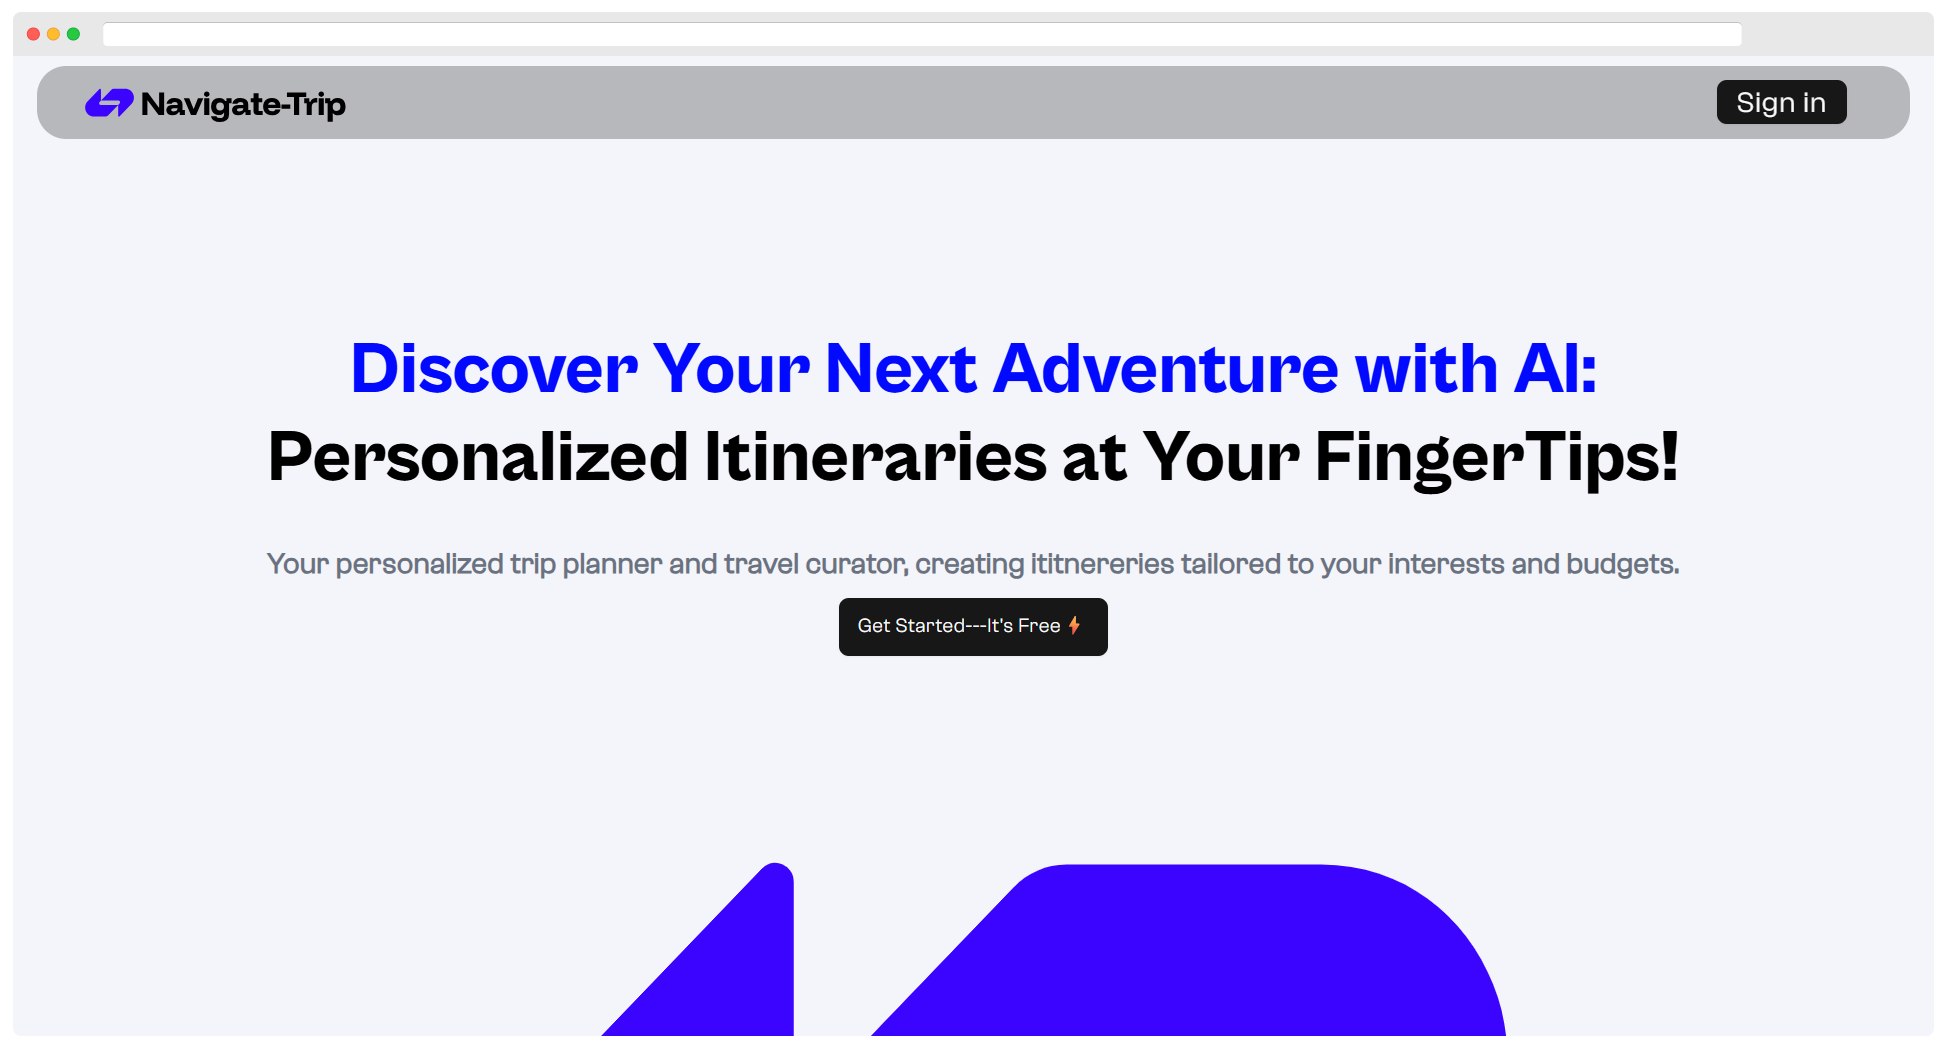 Navigate-Trip
Sign in
Discover Your Next Adventure with AI:
Personalized Itineraries at Your FingerTips!
Your personalized trip planner and travel curator, creating ititnereries tailored to your interests and budgets.
Get Started---It's Free⚡